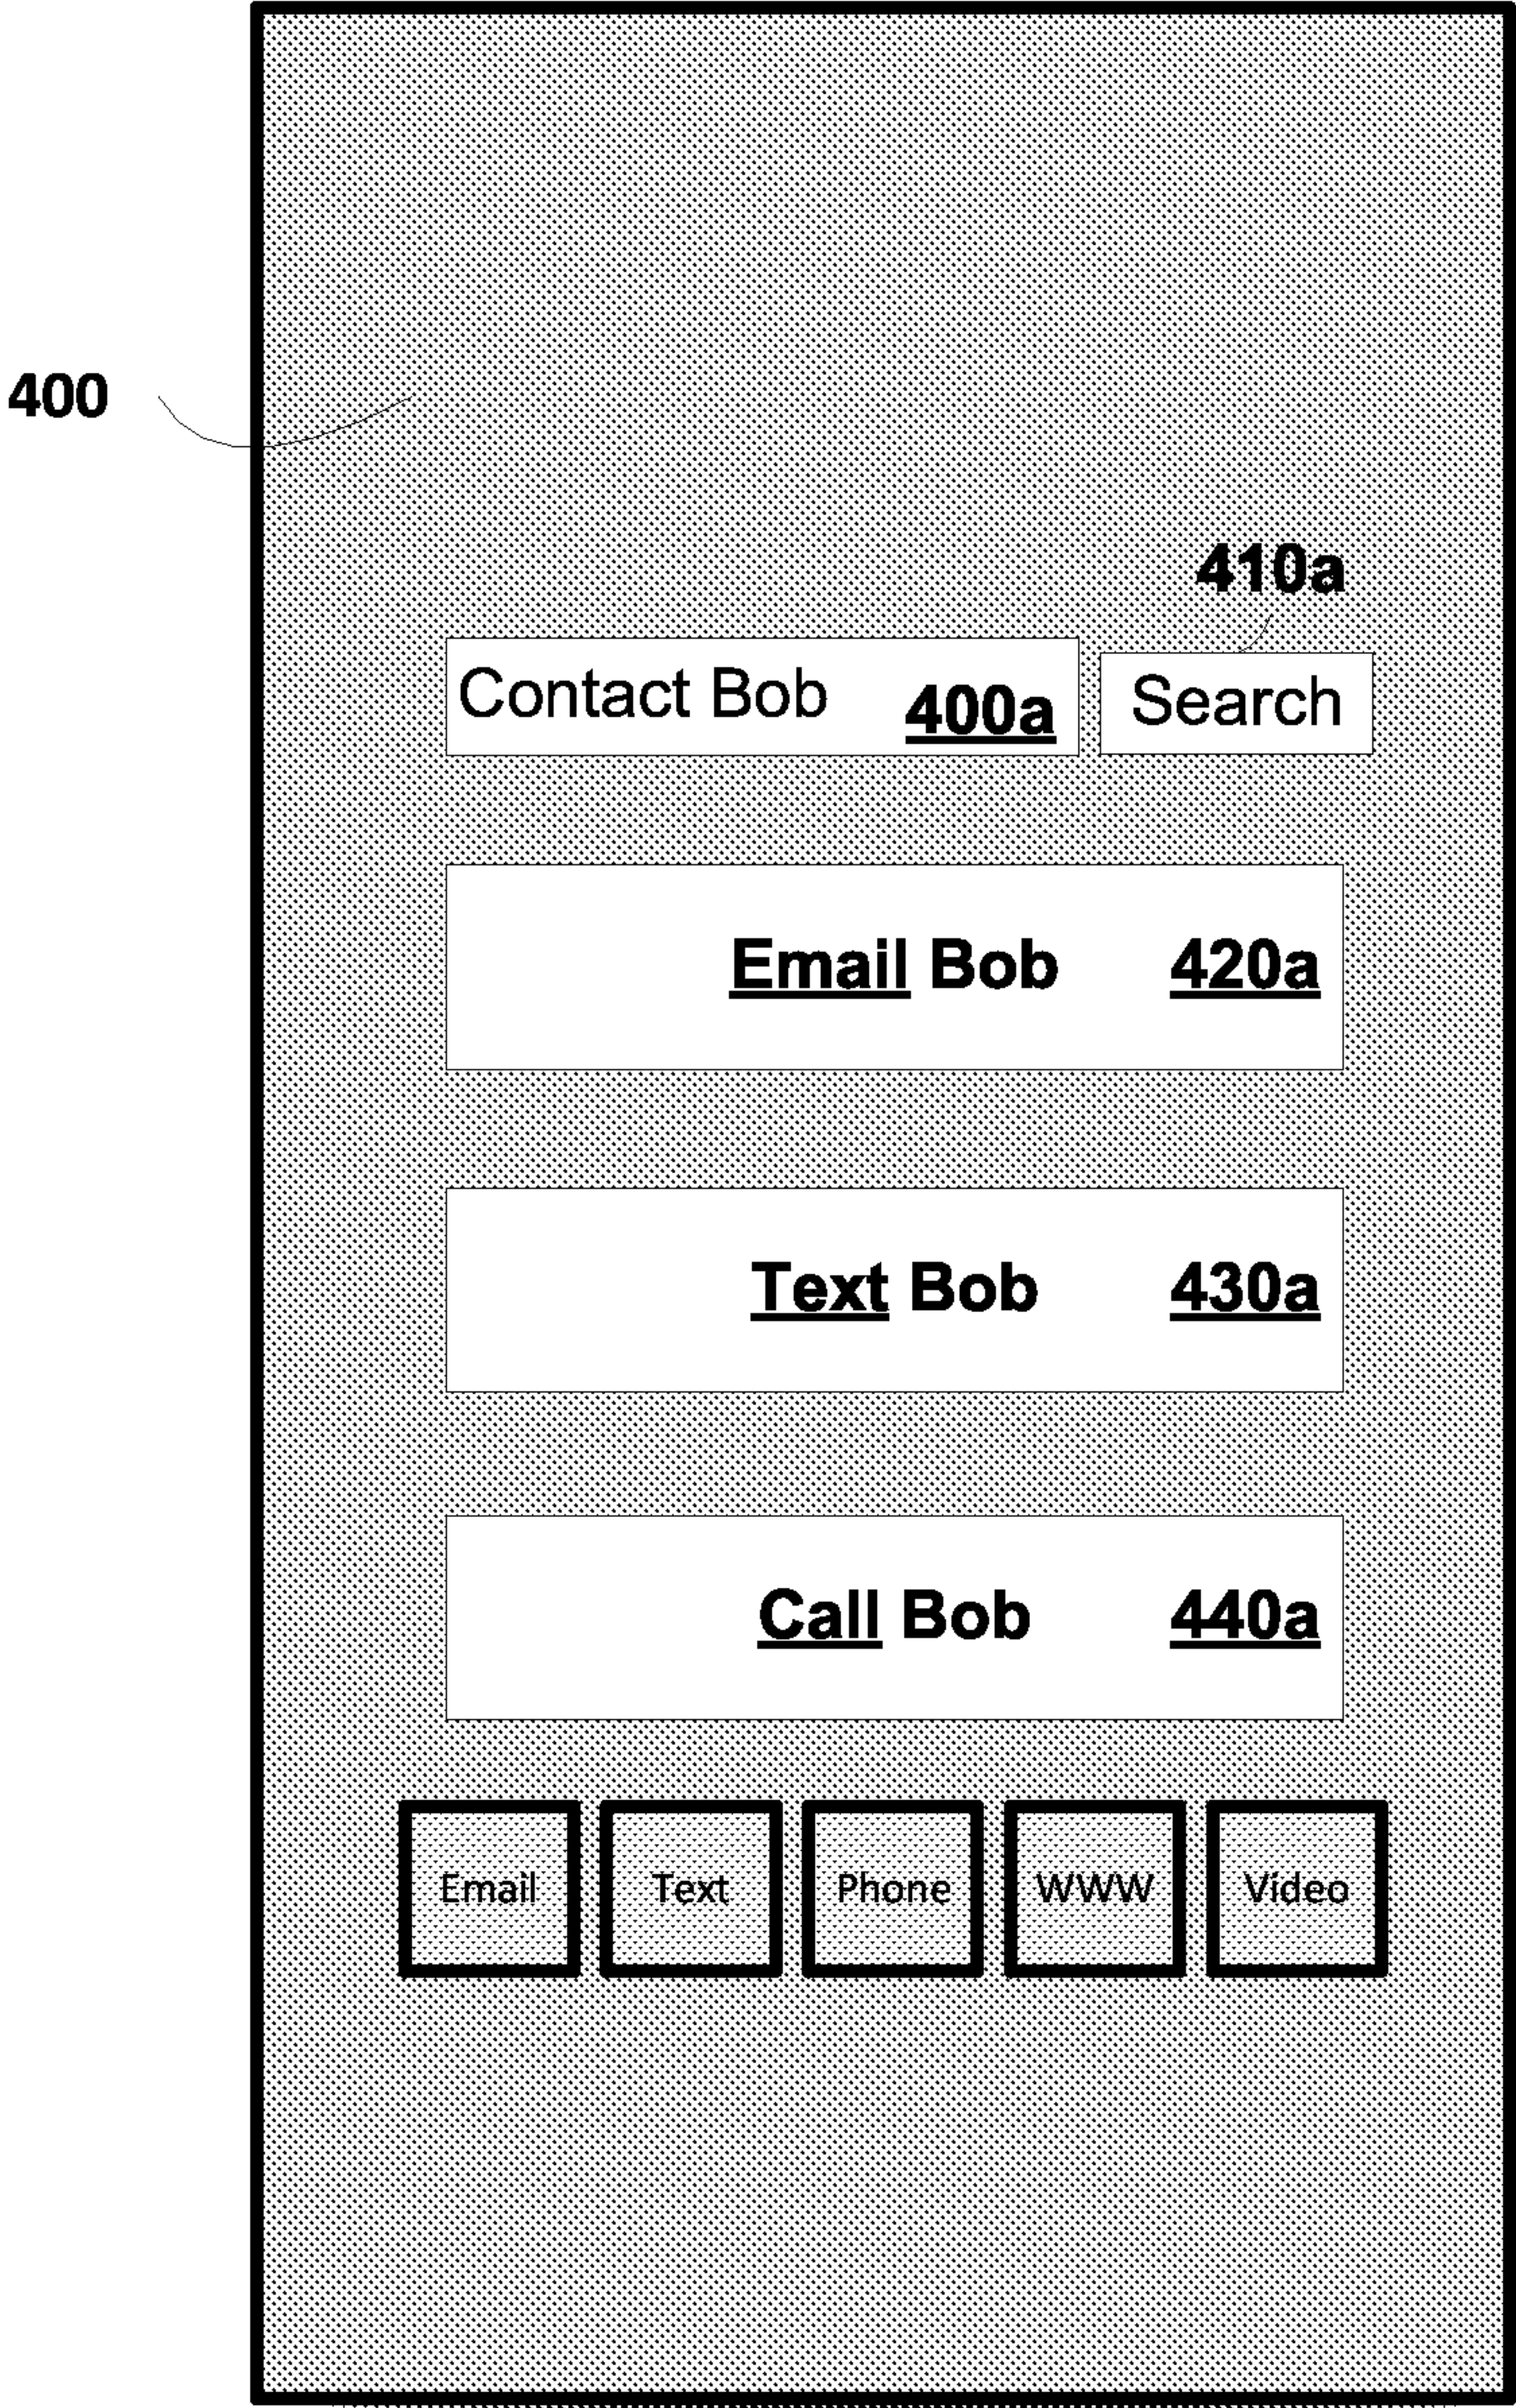 400
410a
Contact Bob 400a Search
Email Bob 420a
Text Bob 430a
Call Bob 440a
Email Text Phone WWW Video